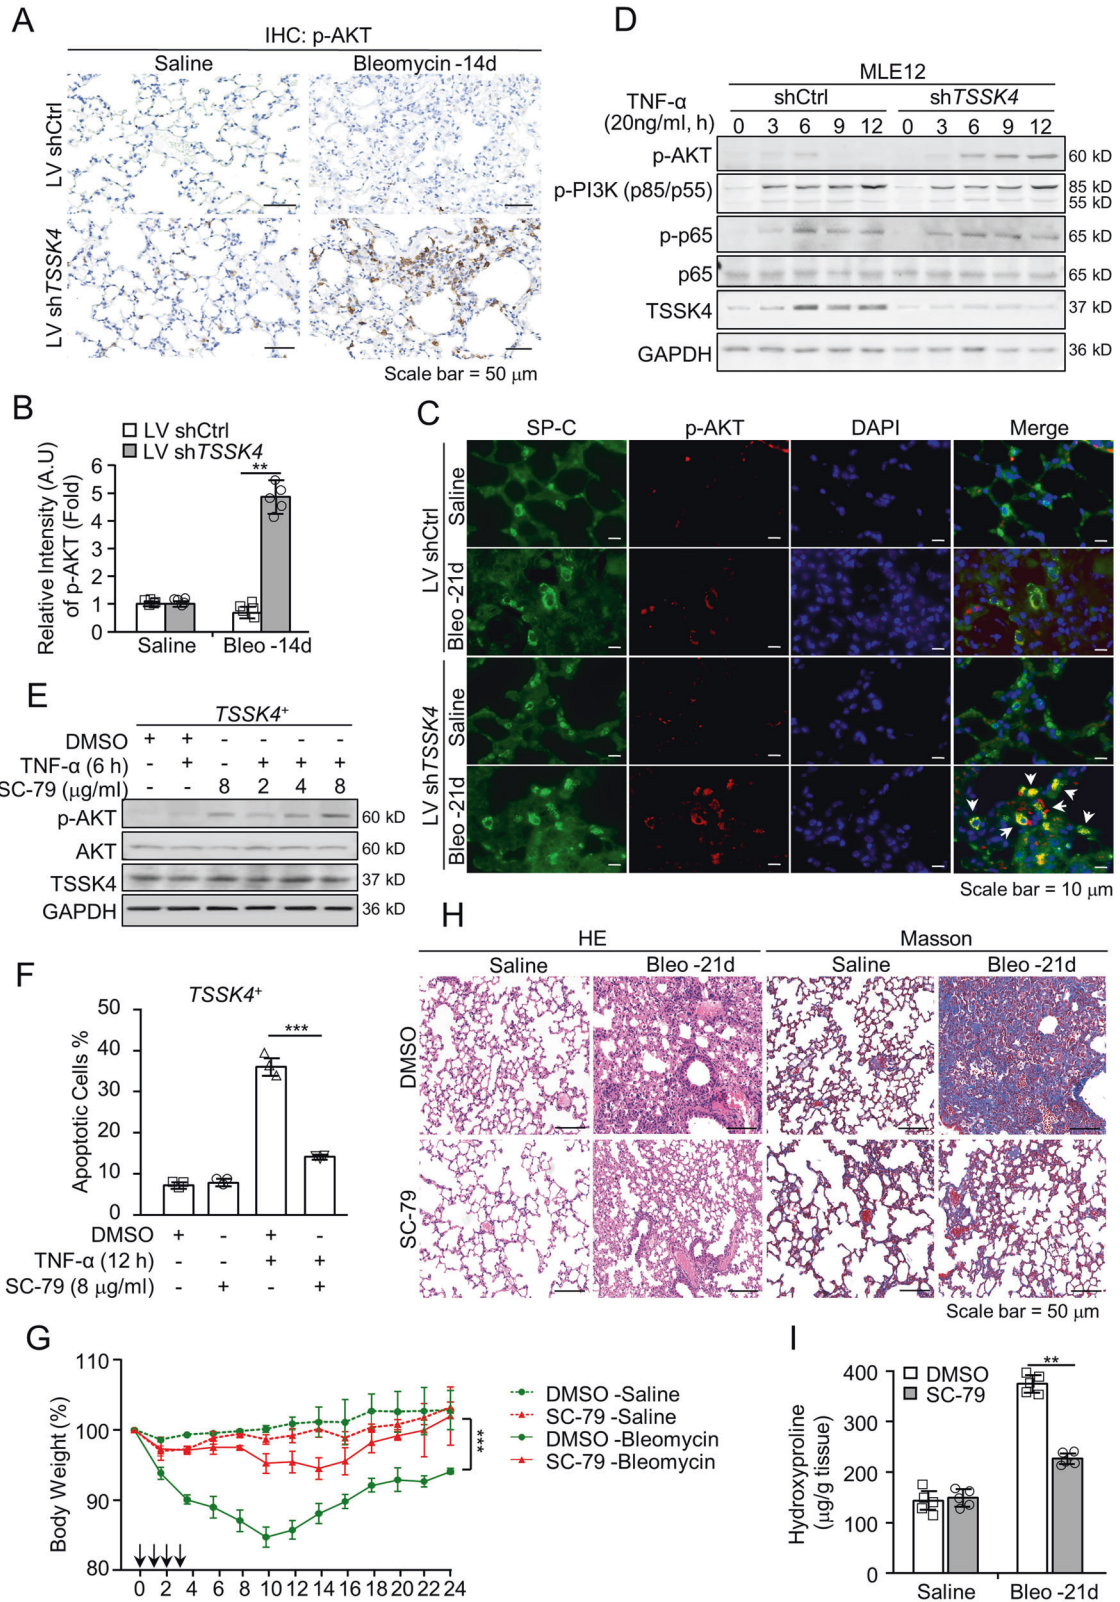 A
IHC: p-AKT
Saline Bleomycin -14d
LV shCtrl
LV shTSSK4
Scale bar = 50 μm
B
LV shCtrl
LV shTSSK4
Relative Intensity (A.U)
of p-AKT (Fold)
6
5
4
3
2
1
0
**
Saline Bleo -14d
D
MLE12
TNF-α
(20ng/ml, h)
shCtrl shTSSK4
0 3 6 9 12 0 3 6 9 12
p-AKT 60 kD
p-PI3K (p85/p55) 85 kD
55 kD
p-p65 65 kD
p65 65 kD
TSSK4 37 kD
GAPDH 36 kD
C
SP-C p-AKT DAPI Merge
LV shCtrl
Saline
Bleo -21d
LV shTSSK4
Saline
Bleo -21d
Scale bar = 10 μm
E
TSSK4+
DMSO + + - - - -
TNF-α (6 h) - + - + + +
SC-79 (μg/ml) - - 8 2 4 8
p-AKT 60 kD
AKT 60 kD
TSSK4 37 kD
GAPDH 36 kD
F
TSSK4+
Apoptotic Cells %
50
40
30
20
10
0
***
DMSO + - + -
TNF-α (12 h) - - + +
SC-79 (8 μg/ml) - + - +
H
HE Masson
Saline Bleo -21d Saline Bleo -21d
DMSO
SC-79
Scale bar = 50 μm
G
Body Weight (%)
110
100
90
80
0 2 4 6 8 10 12 14 16 18 20 22 24
***
DMSO -Saline
SC-79 -Saline
DMSO -Bleomycin
SC-79 -Bleomycin
I
Hydroxyproline
(μg/g tissue)
400
300
200
100
0
DMSO
SC-79
**
Saline Bleo -21d